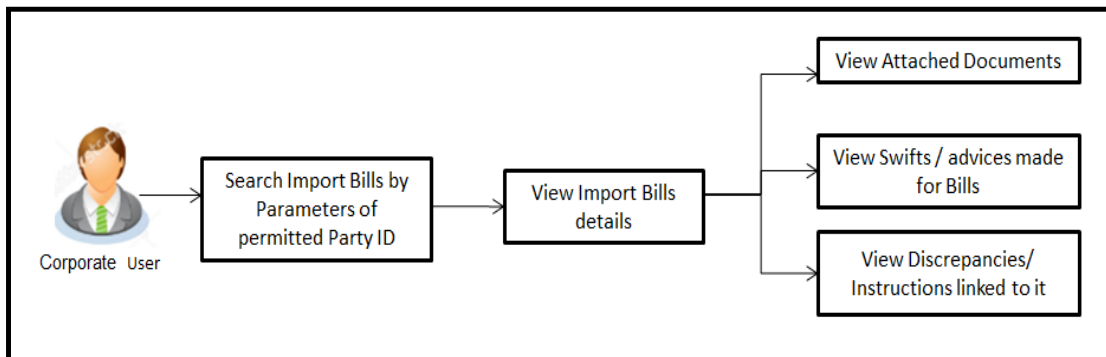 Corporate User
Search Import Bills by
Parameters of
permitted Party ID
View Import Bills
details
View Attached Documents
View Swifts / advices made
for Bills
View Discrepancies/
Instructions linked to it